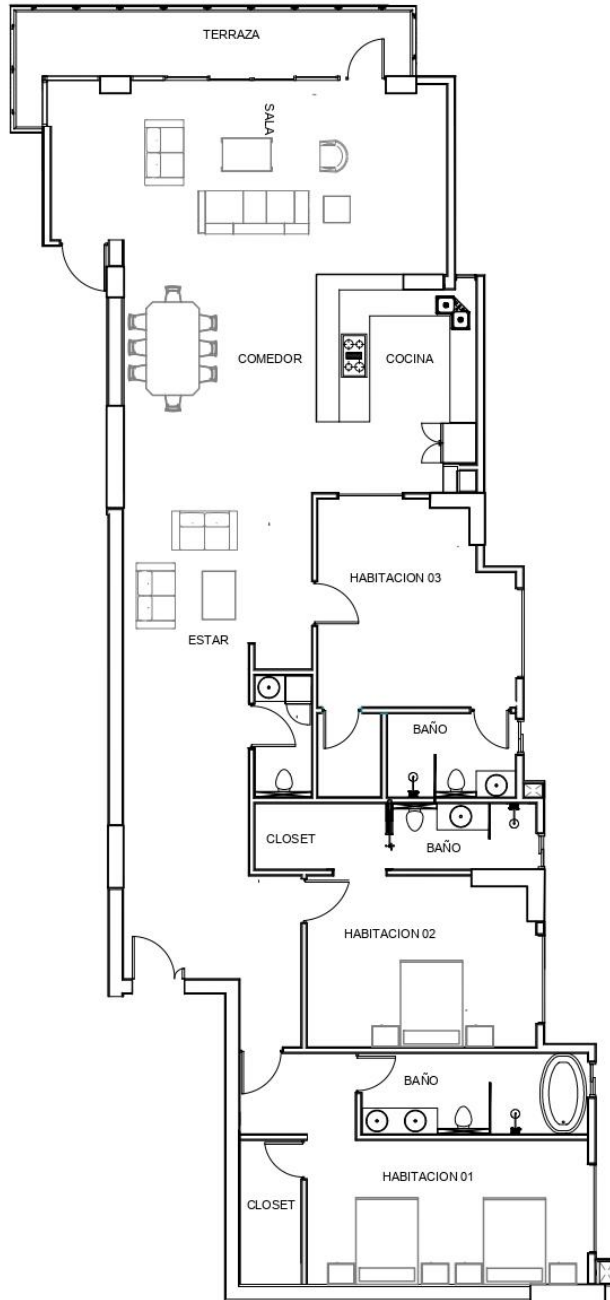 TERRAZA
SALA
COMEDOR
COCINA
HABITACION 03
ESTAR
BAÑO
CLOSET
BAÑO
HABITACION 02
BAÑO
HABITACION 01
CLOSET